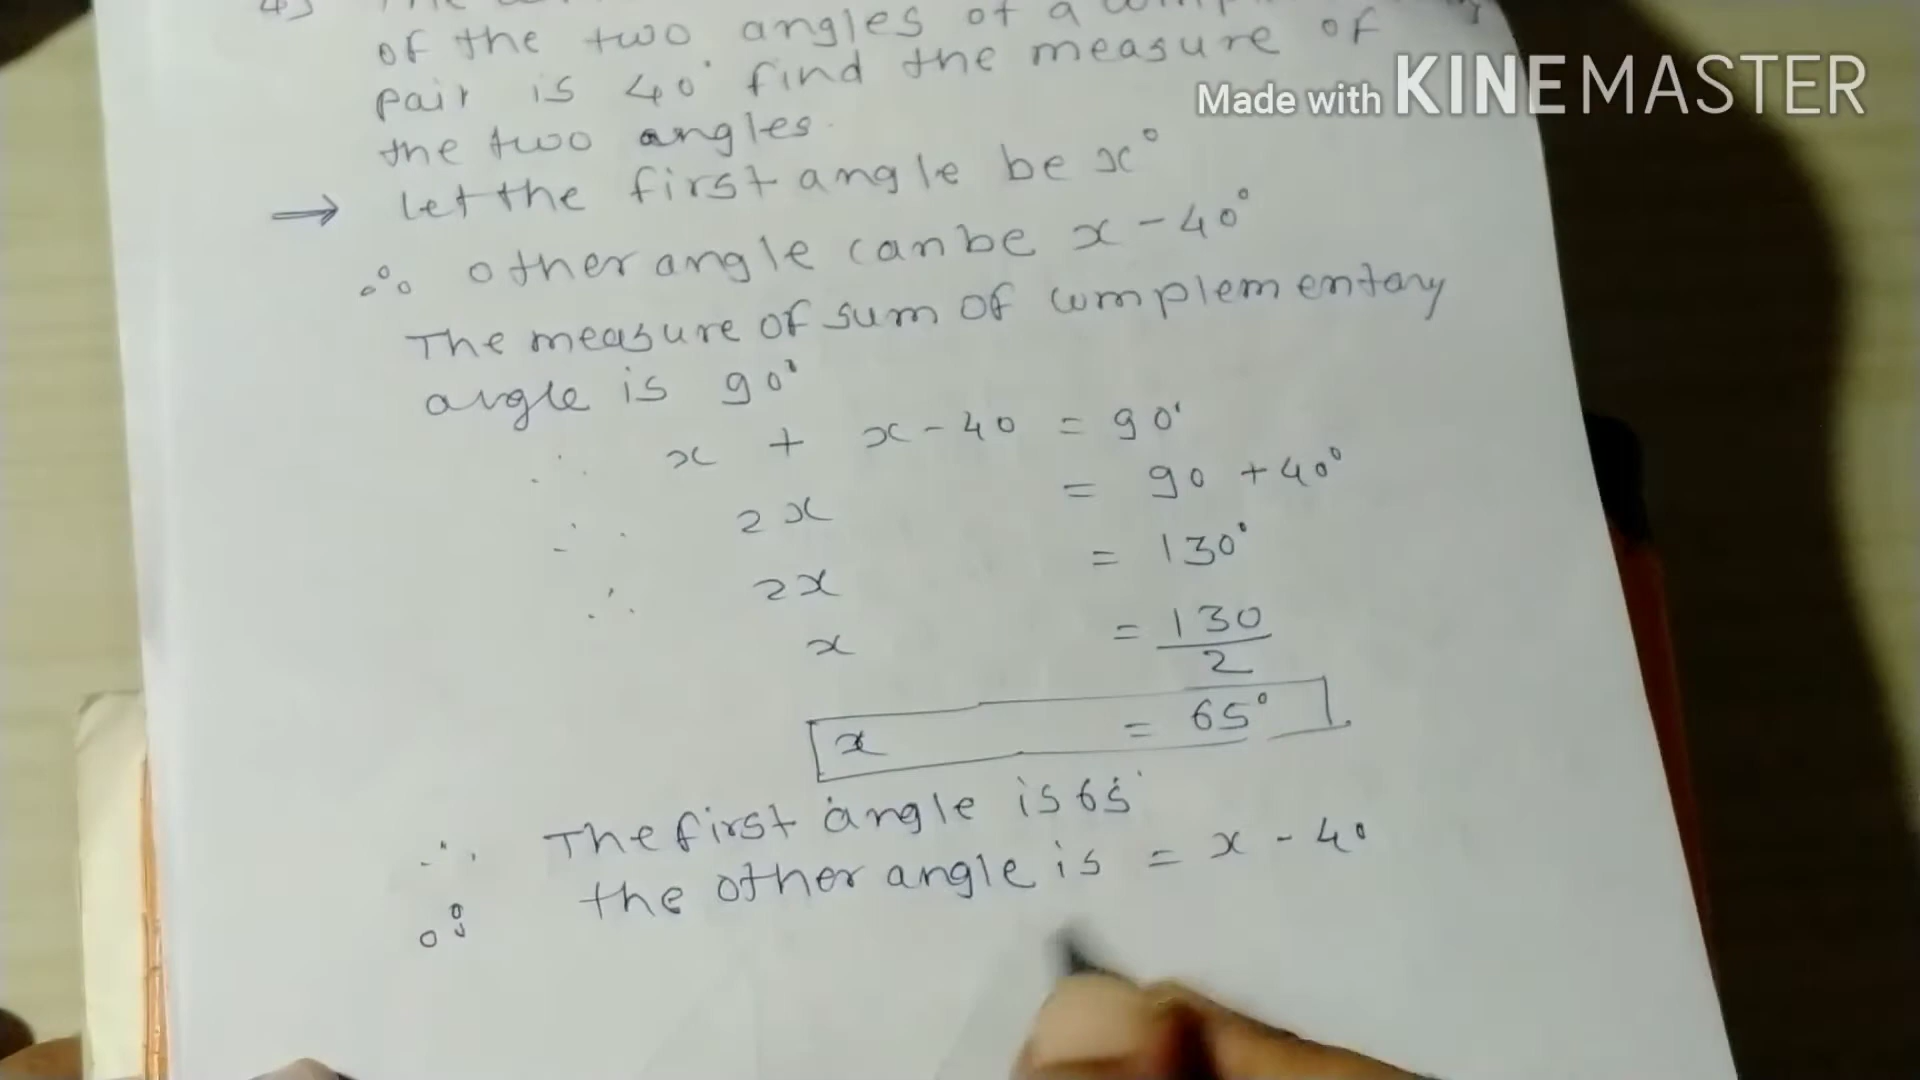 4)
of the two angles of a
pair is 40° find the measure of
the two angles.
Made with KINEMASTER
⇒ Let the first angle be x°
∴ other angle can be x - 40°
The measure of sum of complementary
angle is 90°
∴ x + x - 40 = 90°
∴ 2x = 90 + 40°
∴ 2x = 130°
x = 130/2
x = 65°
∴ The first angle is 65°
∴ the other angle is = x - 40